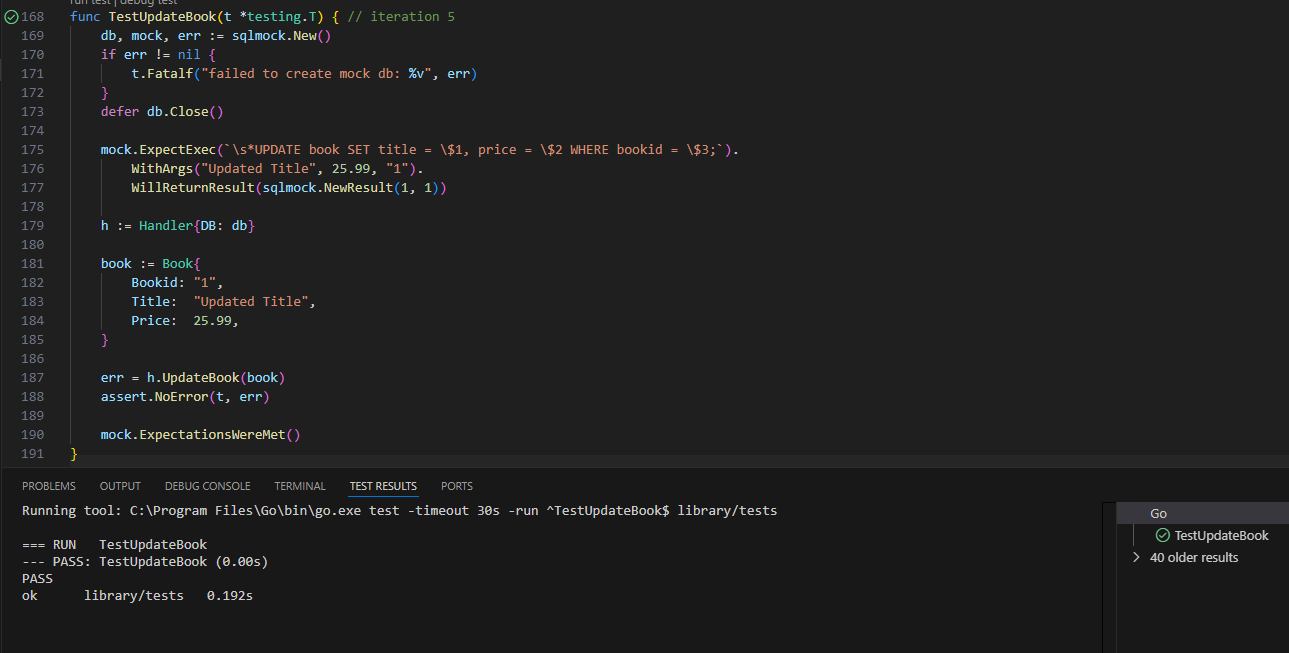 run test | debug test
168 func TestUpdateBook(t *testing.T) { // iteration 5
169     db, mock, err := sqlmock.New()
170     if err != nil {
171         t.Fatalf("failed to create mock db: %v", err)
172     }
173     defer db.Close()
174
175     mock.ExpectExec(`\s*UPDATE book SET title = \$1, price = \$2 WHERE bookid = \$3;`).
176         WithArgs("Updated Title", 25.99, "1").
177         WillReturnResult(sqlmock.NewResult(1, 1))
178
179     h := Handler{DB: db}
180
181     book := Book{
182         Bookid: "1",
183         Title:  "Updated Title",
184         Price:  25.99,
185     }
186
187     err = h.UpdateBook(book)
188     assert.NoError(t, err)
189
190     mock.ExpectationsWereMet()
191 }
PROBLEMS OUTPUT DEBUG CONSOLE TERMINAL TEST RESULTS PORTS
Running tool: C:\Program Files\Go\bin\go.exe test -timeout 30s -run ^TestUpdateBook$ library/tests
=== RUN   TestUpdateBook
--- PASS: TestUpdateBook (0.00s)
PASS
ok      library/tests   0.192s
Go
TestUpdateBook
40 older results